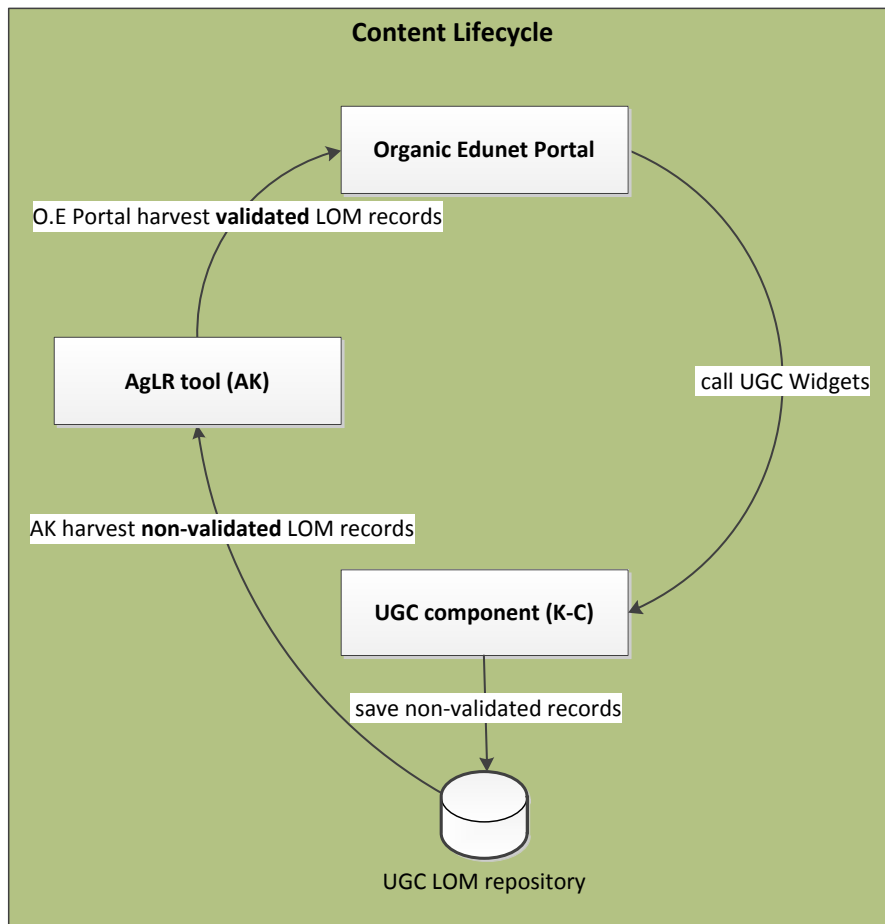 Content Lifecycle
Organic Edunet Portal
O.E Portal harvest validated LOM records
AgLR tool (AK)
call UGC Widgets
AK harvest non-validated LOM records
UGC component (K-C)
save non-validated records
UGC LOM repository